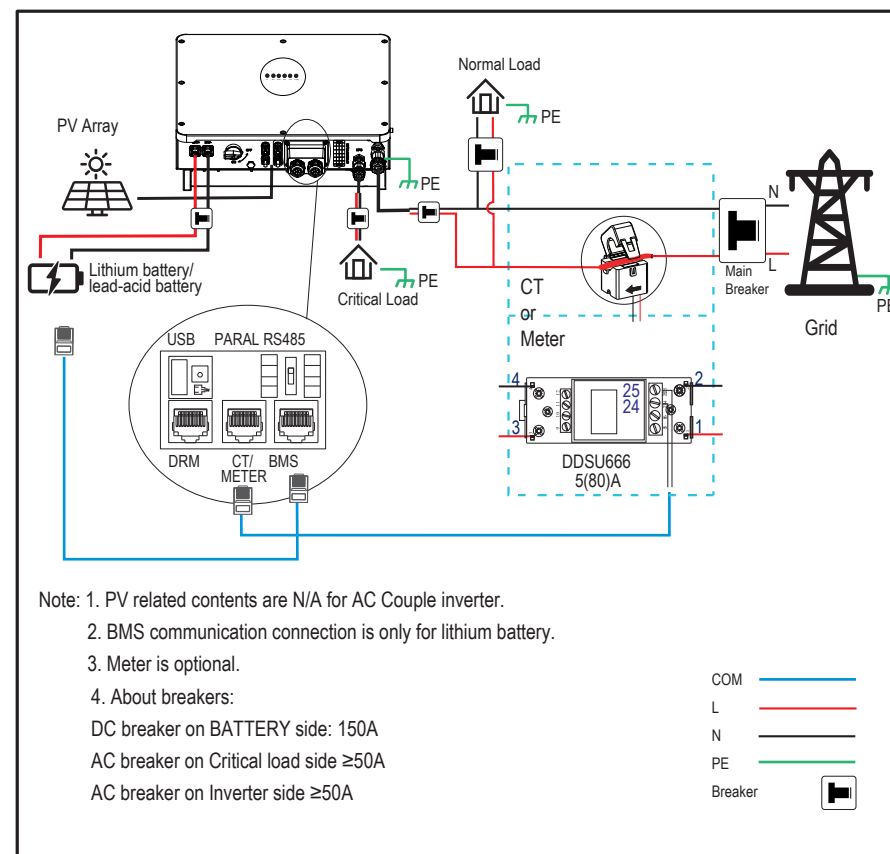 Normal Load
PE
PV Array
PE
N
L
Main
Breaker
Lithium battery/
lead-acid battery
PE
Critical Load
CT
or
Meter
PE
Grid
USB PARAL RS485
4
2
25
24
3
1
DRM CT/
METER
BMS
DDSU666
5(80)A
Note: 1. PV related contents are N/A for AC Couple inverter.
2. BMS communication connection is only for lithium battery.
3. Meter is optional.
4. About breakers:
DC breaker on BATTERY side: 150A
AC breaker on Critical load side ≥50A
AC breaker on Inverter side ≥50A
COM
L
N
PE
Breaker